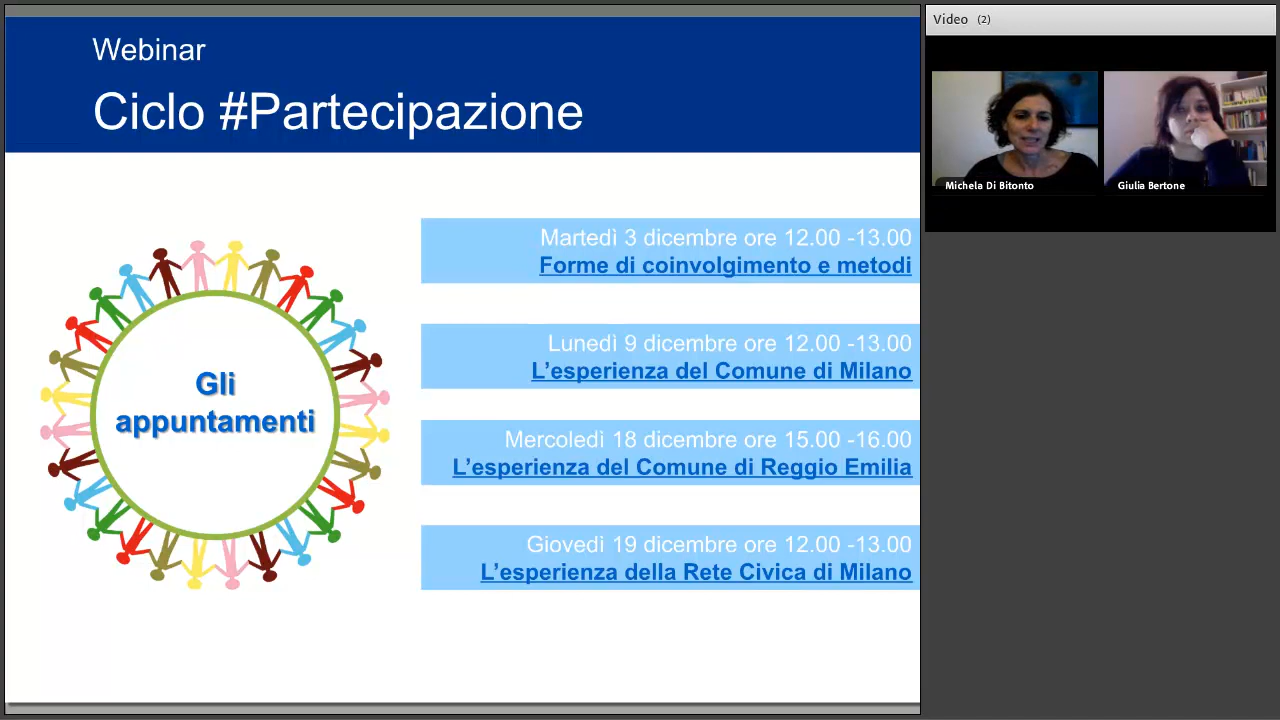 Webinar
Ciclo #Partecipazione
Gli
appuntamenti
Martedì 3 dicembre ore 12.00 -13.00
Forme di coinvolgimento e metodi
Lunedì 9 dicembre ore 12.00 -13.00
L'esperienza del Comune di Milano
Mercoledì 18 dicembre ore 15.00 -16.00
L'esperienza del Comune di Reggio Emilia
Giovedì 19 dicembre ore 12.00 -13.00
L'esperienza della Rete Civica di Milano
Video (2)
Michela Di Bitonto
Giulia Bertone